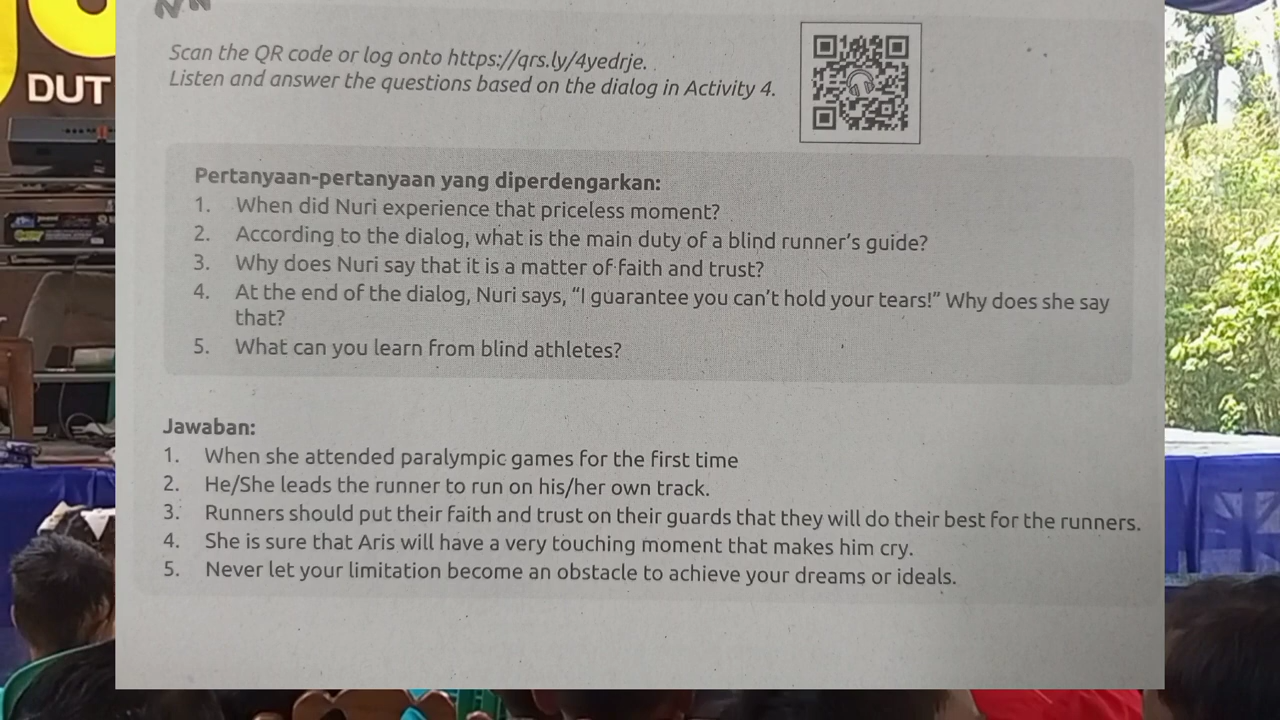 DUT
Scan the QR code or log onto https://qrs.ly/4yedrje.
Listen and answer the questions based on the dialog in Activity 4.
Pertanyaan-pertanyaan yang diperdengarkan:
1. When did Nuri experience that priceless moment?
2. According to the dialog, what is the main duty of a blind runner's guide?
3. Why does Nuri say that it is a matter of faith and trust?
4. At the end of the dialog, Nuri says, “I guarantee you can't hold your tears!” Why does she say
that?
5. What can you learn from blind athletes?
Jawaban:
1. When she attended paralympic games for the first time
2. He/She leads the runner to run on his/her own track.
3. Runners should put their faith and trust on their guards that they will do their best for the runners.
4. She is sure that Aris will have a very touching moment that makes him cry.
5. Never let your limitation become an obstacle to achieve your dreams or ideals.